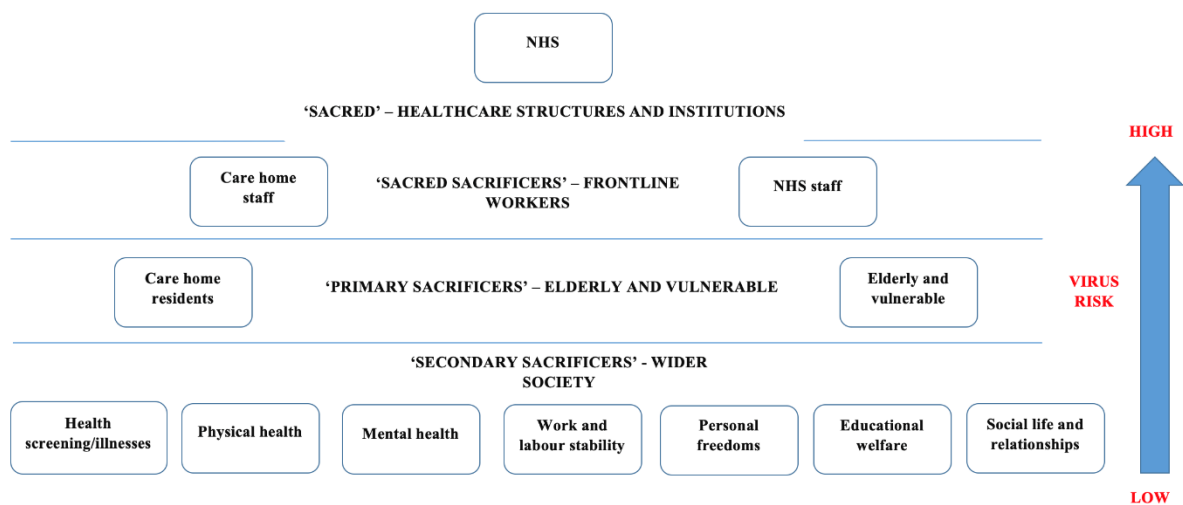 NHS
‘SACRED’ – HEALTHCARE STRUCTURES AND INSTITUTIONS
HIGH
Care home
staff
‘SACRED SACRIFICERS’ – FRONTLINE
WORKERS
NHS staff
Care home
residents
‘PRIMARY SACRIFICERS’ – ELDERLY AND VULNERABLE
Elderly and
vulnerable
VIRUS
RISK
‘SECONDARY SACRIFICERS’ - WIDER
SOCIETY
Health
screening/illnesses
Physical health
Mental health
Work and
labour stability
Personal
freedoms
Educational
welfare
Social life and
relationships
LOW